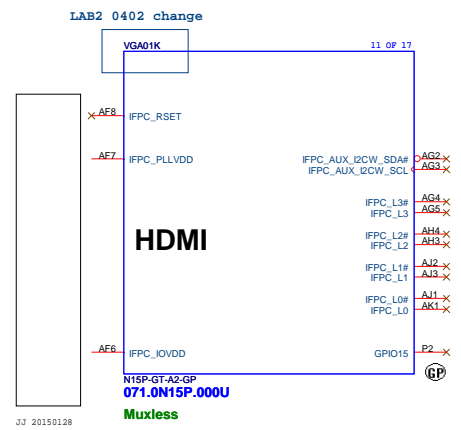 LAB2 0402 change
VGA01K
11 OF 17
AF8 IFPC_RSET
AF7 IFPC_PLLVDD
IFPC_AUX_I2CW_SDA# AG2
IFPC_AUX_I2CW_SCL AG3
IFPC_L3# AG4
IFPC_L3 AG5
IFPC_L2# AH4
IFPC_L2 AH3
HDMI
IFPC_L1# AJ2
IFPC_L1 AJ3
IFPC_L0# AJ1
IFPC_L0 AK1
AF6 IFPC_IOVDD
GPIO15 P2
GP
N15P-GT-A2-GP
071.0N15P.000U
Muxless
JJ 20150128